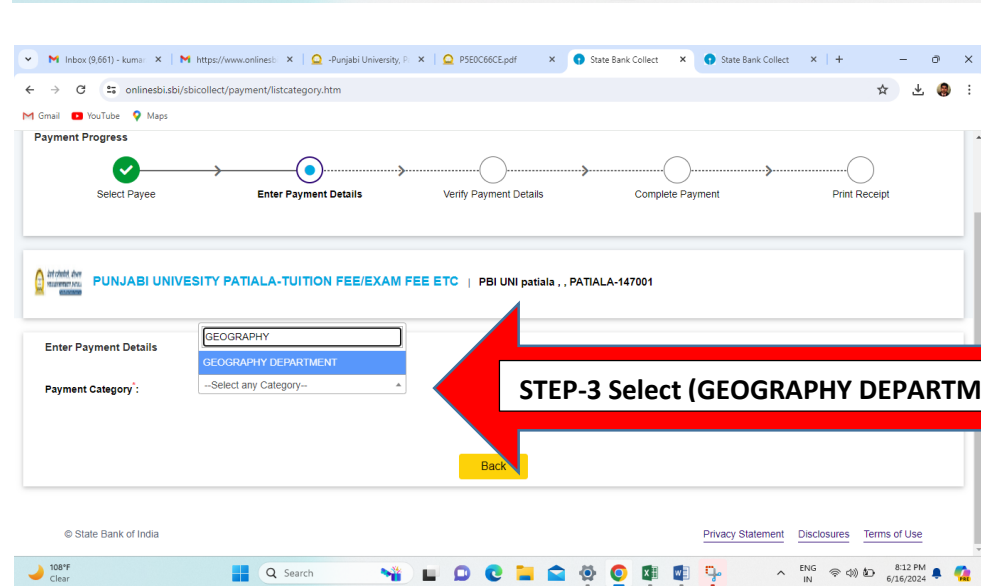 Inbox (9,661) - kumar
https://www.onlinesb
-Punjabi University, P
P5E0C66CE.pdf
State Bank Collect
State Bank Collect
onlinesbi.sbi/sbicollect/payment/listcategory.htm
Gmail
YouTube
Maps
Payment Progress
Select Payee
Enter Payment Details
Verify Payment Details
Complete Payment
Print Receipt
PUNJABI UNIVESITY PATIALA-TUITION FEE/EXAM FEE ETC | PBI UNI patiala , , PATIALA-147001
Enter Payment Details
GEOGRAPHY
GEOGRAPHY DEPARTMENT
Payment Category*:
--Select any Category--
STEP-3 Select (GEOGRAPHY DEPARTM
Back
© State Bank of India
Privacy Statement
Disclosures
Terms of Use
108°F
Clear
Search
ENG
IN
8:12 PM
6/16/2024
PRE